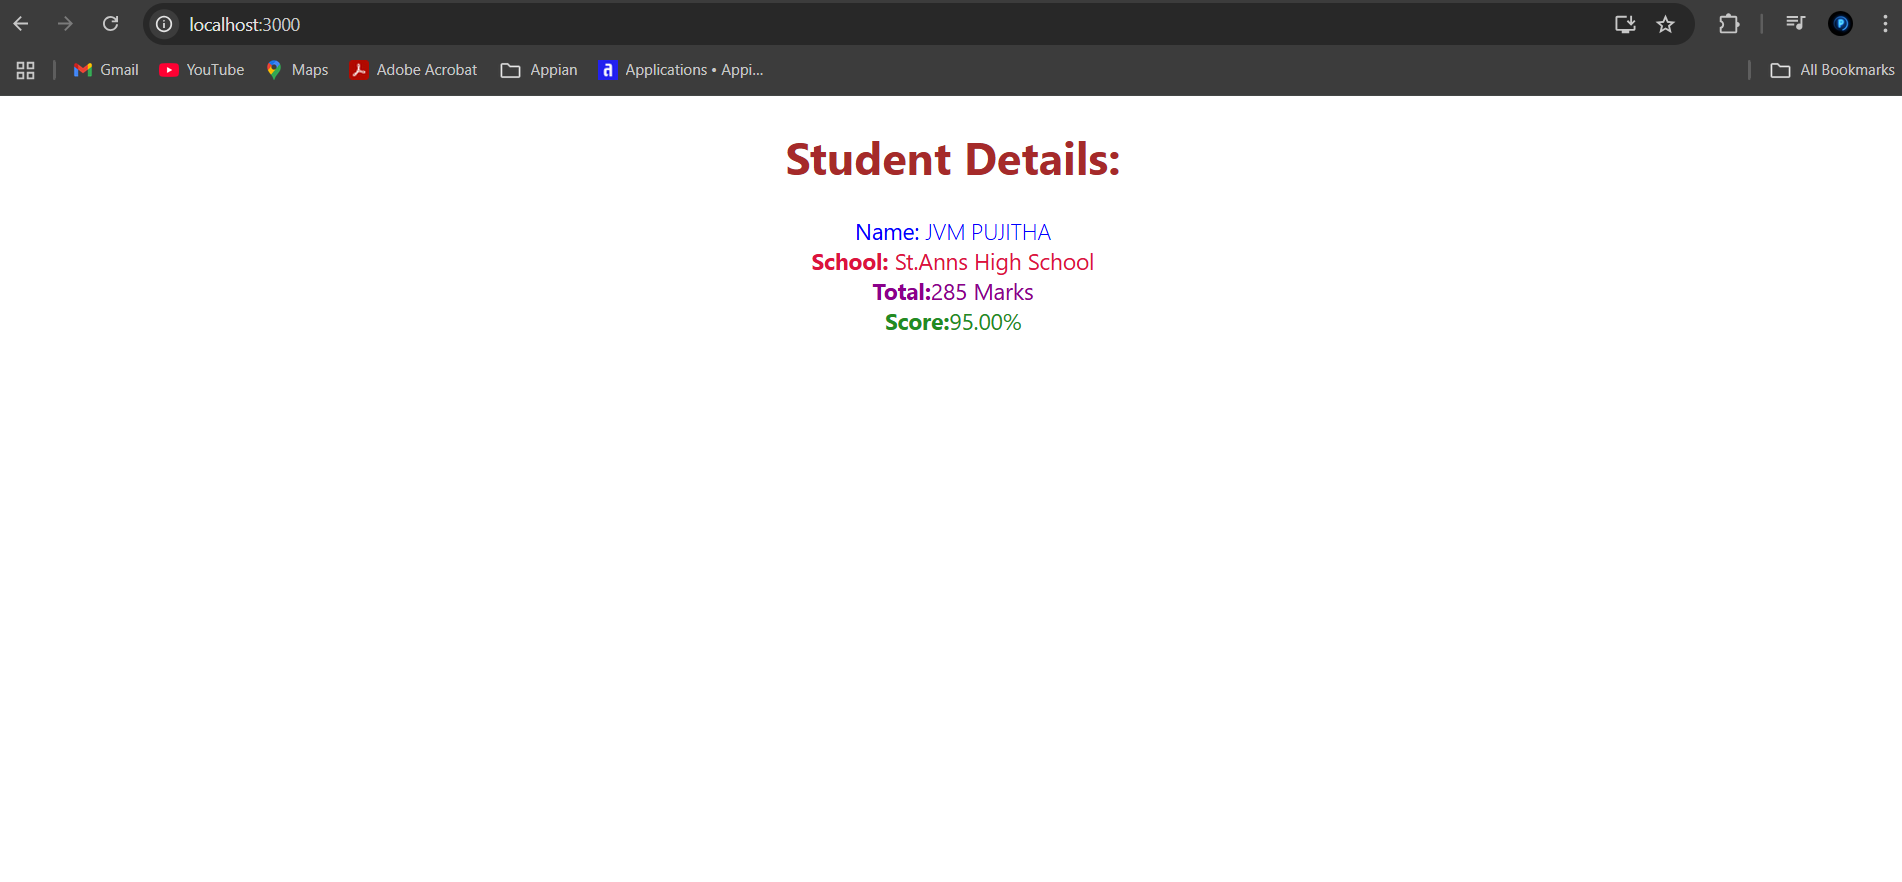 localhost:3000
Gmail YouTube Maps Adobe Acrobat Appian Applications • Appi... All Bookmarks
Student Details:
Name: JVM PUJITHA
School: St.Anns High School
Total:285 Marks
Score:95.00%